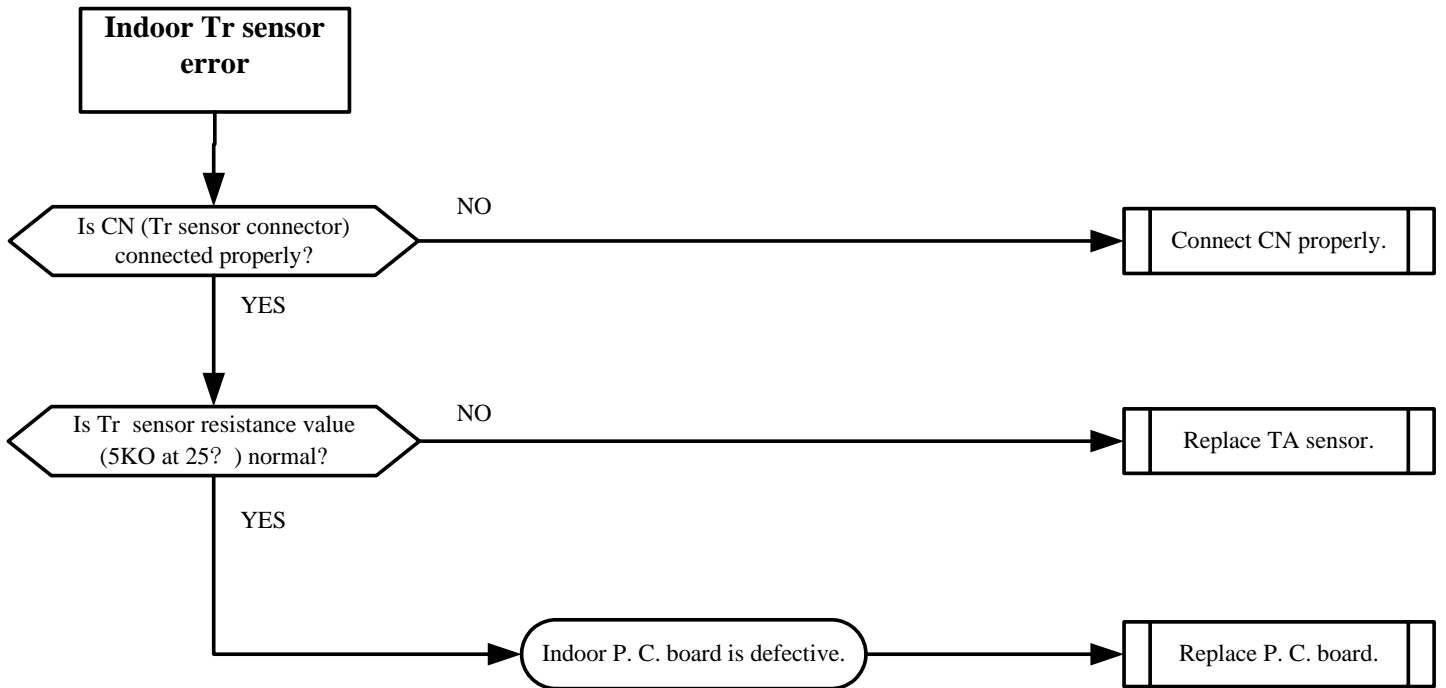 Indoor Tr sensor
error
Is CN (Tr sensor connector)
connected properly?
NO
Connect CN properly.
YES
Is Tr  sensor resistance value
(5KO at 25?  ) normal?
NO
Replace TA sensor.
YES
Indoor P. C. board is defective.
Replace P. C. board.